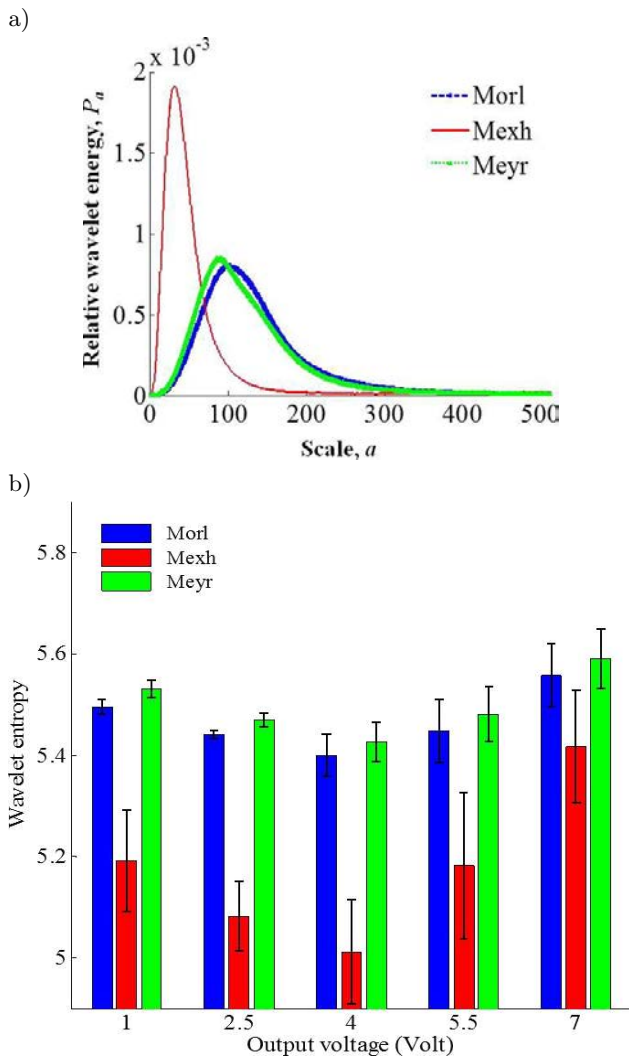 a)
x 10-3
2
1.5
1
0.5
0
Relative wavelet energy, Pa
Morl
Mexh
Meyr
0 100 200 300 400 500
Scale, a
b)
Morl
Mexh
Meyr
5.8
5.6
5.4
5.2
5
Wavelet entropy
1 2.5 4 5.5 7
Output voltage (Volt)